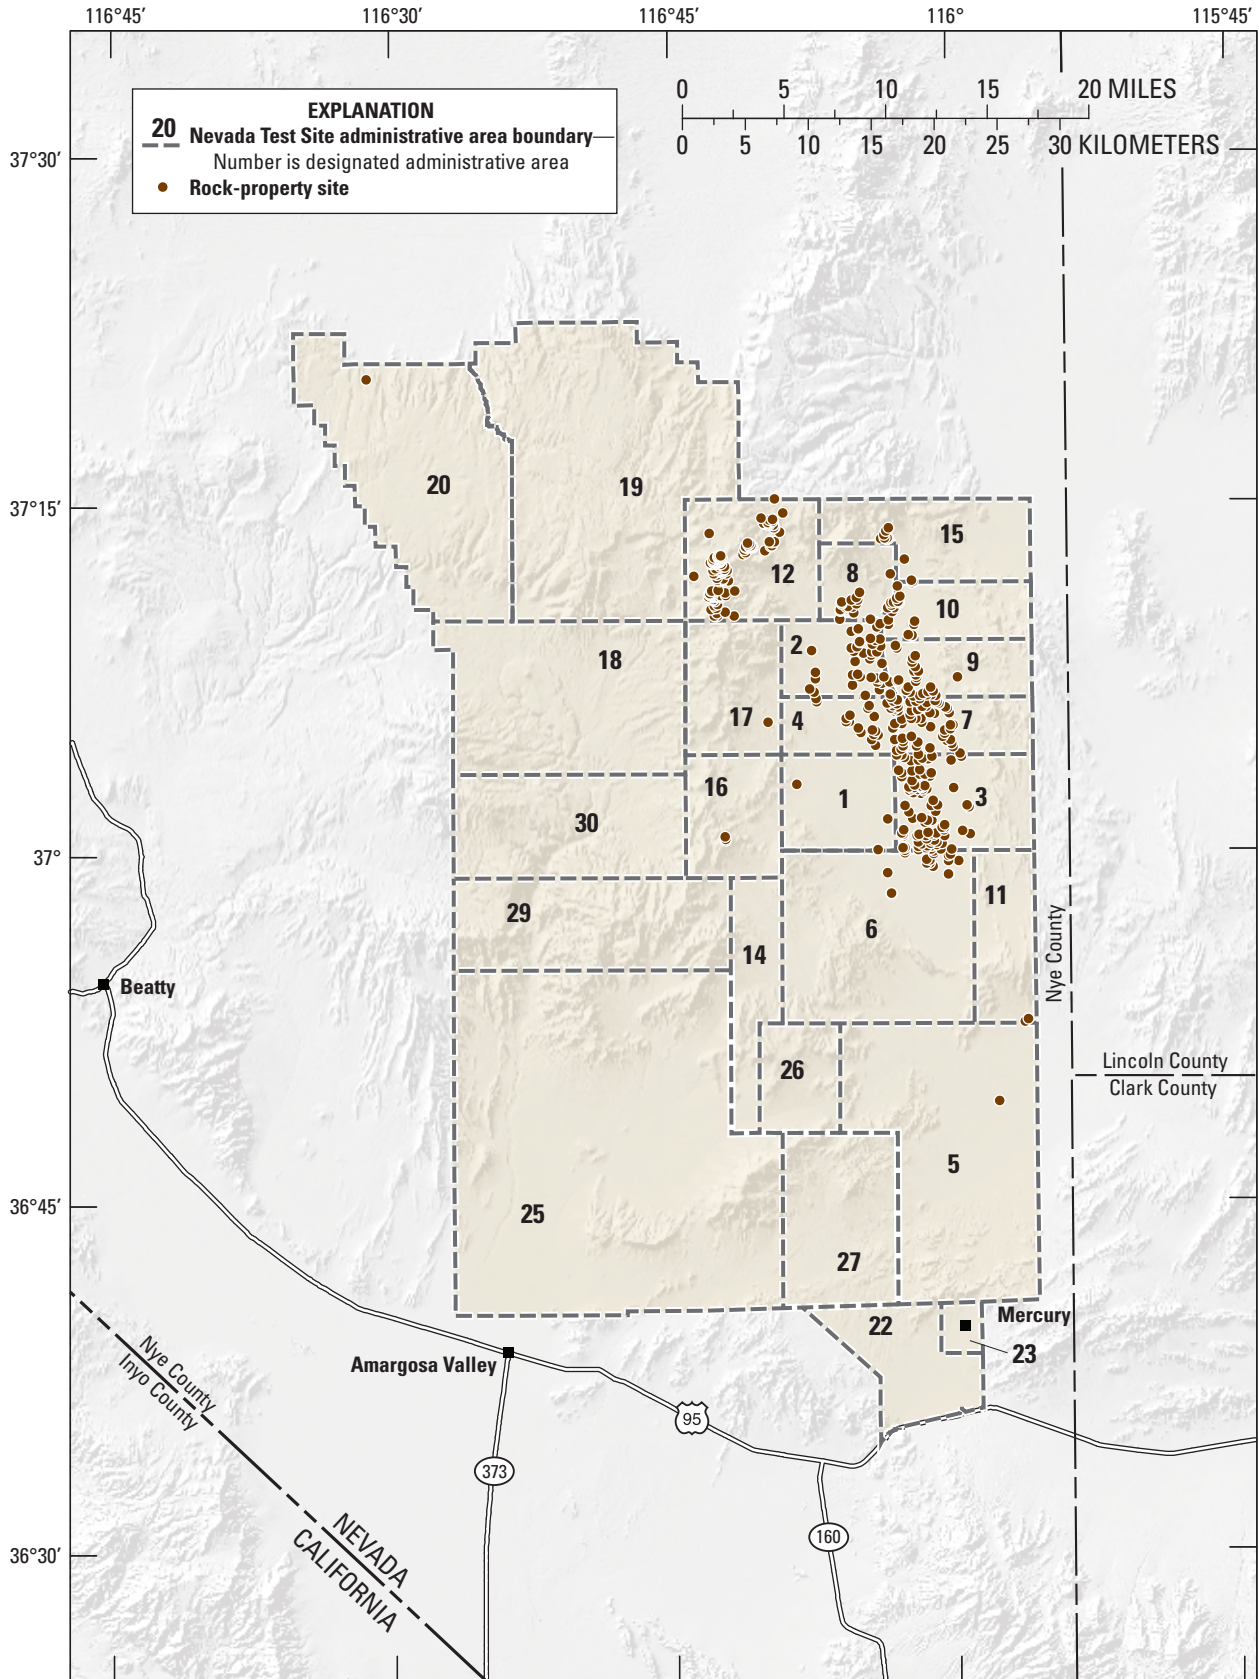 116°45′ 116°30′ 116°45′ 116° 115°45′
0 5 10 15 20 MILES
0 5 10 15 20 25 30 KILOMETERS
EXPLANATION
20 Nevada Test Site administrative area boundary—
Number is designated administrative area
Rock-property site
37°30′
37°15′
37°
36°45′
36°30′
20
19
15
12
8
10
2
9
18
17
4
7
16
1
3
30
11
29
6
14
Nye County
Beatty
26
Lincoln County
Clark County
5
25
27
22
Mercury
23
Amargosa Valley
Nye County
Inyo County
95
373
160
NEVADA
CALIFORNIA